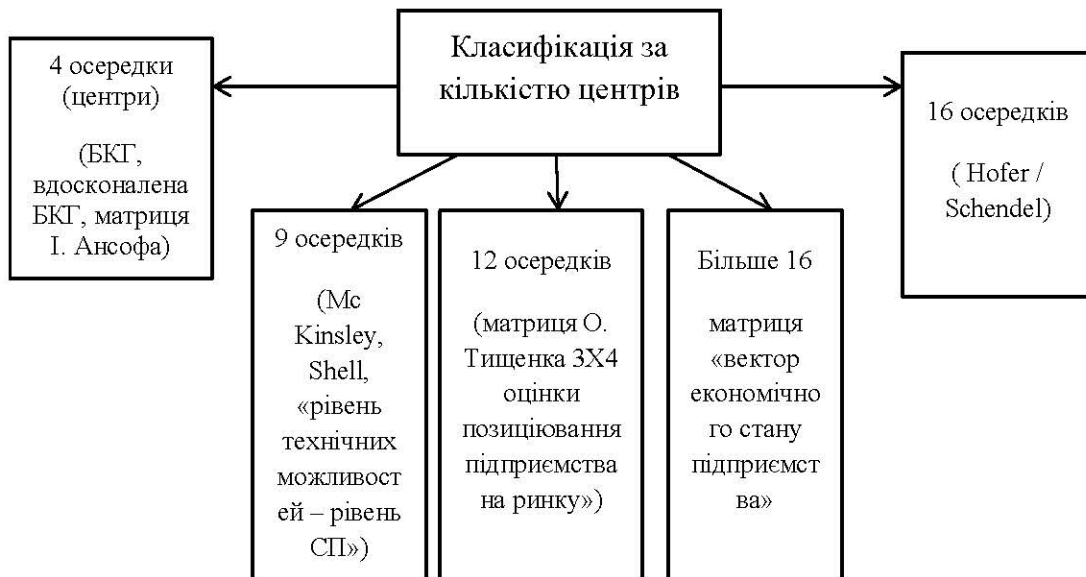 Класифікація за
кількістю центрів
4 осередки
(центри)
(БКГ,
вдосконалена
БКГ, матриця
І. Ансофа)
9 осередків
(Mc
Kinsley,
Shell,
«рівень
технічних
можливост
ей – рівень
СП»)
12 осередків
(матриця О.
Тищенка 3Х4
оцінки
позиціювання
підприємства
на ринку»)
Більше 16
матриця
«вектор
економічно
го стану
підприємст
ва»
16 осередків
( Hofer /
Schendel)